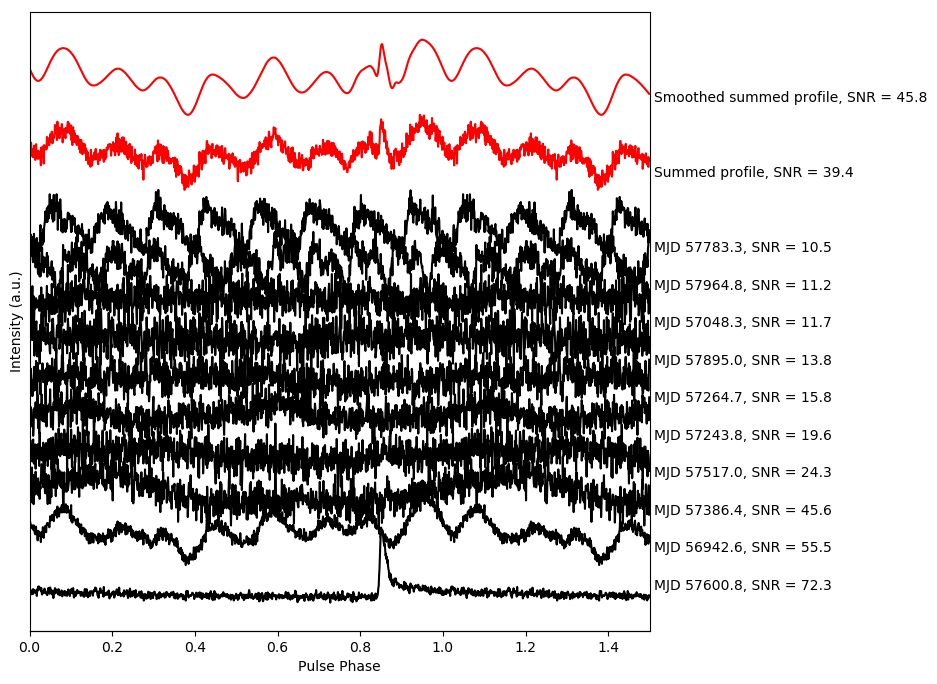 Smoothed summed profile, SNR = 45.8
Summed profile, SNR = 39.4
MJD 57783.3, SNR = 10.5
MJD 57964.8, SNR = 11.2
MJD 57048.3, SNR = 11.7
MJD 57895.0, SNR = 13.8
MJD 57264.7, SNR = 15.8
MJD 57243.8, SNR = 19.6
MJD 57517.0, SNR = 24.3
MJD 57386.4, SNR = 45.6
MJD 56942.6, SNR = 55.5
MJD 57600.8, SNR = 72.3
Intensity (a.u.)
0.0 0.2 0.4 0.6 0.8 1.0 1.2 1.4
Pulse Phase